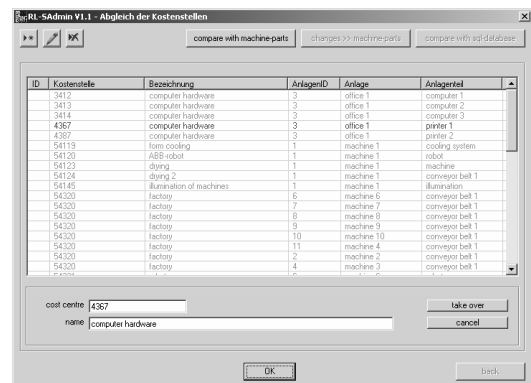 RL-SAdmin V1.1 - Abgleich der Kostenstellen
compare with machine-parts changes >> machine-parts compare with sql-database
ID Kostenstelle Bezeichnung AnlagenID Anlage Anlagenteil
3412 computer hardware 3 office 1 computer 1
3413 computer hardware 3 office 1 computer 2
3414 computer hardware 3 office 1 computer 3
4367 computer hardware 3 office 1 printer 1
4387 computer hardware 3 office 1 printer 2
54119 form cooling 1 machine 1 cooling system
54120 ABB-robot 1 machine 1 robot
54123 drying 1 machine 1 machine
54124 drying 2 1 machine 1 conveyor belt 1
54145 illumination of machines 1 machine 1 illumination
54320 factory 6 machine 6 conveyor belt 1
54320 factory 7 machine 7 conveyor belt 1
54320 factory 8 machine 8 conveyor belt 1
54320 factory 9 machine 9 conveyor belt 1
54320 factory 10 machine 10 conveyor belt 1
54320 factory 11 machine 4 conveyor belt 1
54320 factory 2 machine 2 conveyor belt 1
54320 factory 4 machine 3 conveyor belt 1
cost centre 4367 take over
name computer hardware cancel
OK back